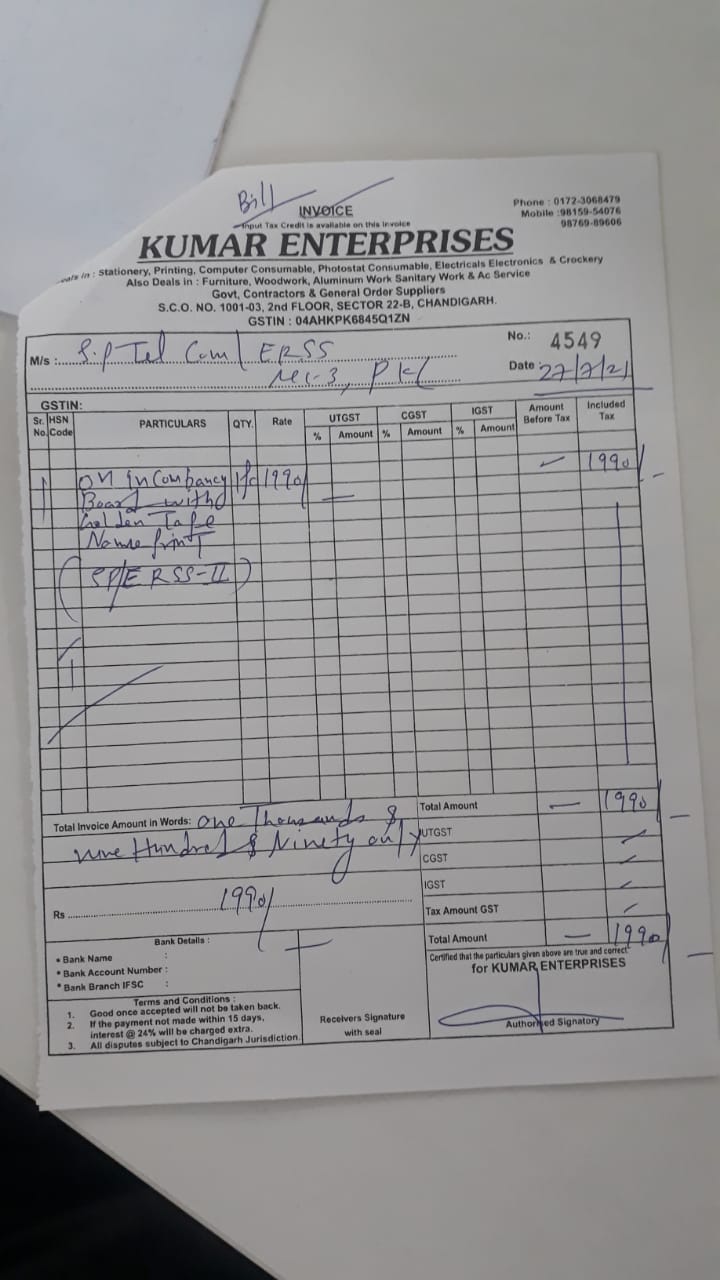 Bill
INVOICE
Input Tax Credit is available on this Invoice
Phone : 0172-3068479
Mobile :98159-54076
98769-89606
KUMAR ENTERPRISES
in : Stationery, Printing, Computer Consumable, Photostat Consumable, Electricals Electronics & Crockery
Also Deals in : Furniture, Woodwork, Aluminum Work Sanitary Work & Ac Service
Govt, Contractors & General Order Suppliers
S.C.O. NO. 1001-03, 2nd FLOOR, SECTOR 22-B, CHANDIGARH.
GSTIN : 04AHKPK6845Q1ZN
M/s : S.P Tel Com/ ERSS
No.: 4549
-3, PKL
Date : 27/7/21
GSTIN:
Sr. No. HSN Code PARTICULARS QTY. Rate UTGST CGST IGST Amount Before Tax Included Tax
% Amount % Amount % Amount
1 on incombancy 1990/ 1990/-
Board with
Golden Tape
Name print
(SP/ERSS-II)
Total Amount 1990/-
Total Invoice Amount in Words: One Thousands &
nine Hundred & Ninety only
UTGST
CGST
IGST
Rs 1990/
Tax Amount GST
Total Amount 1990/-
Bank Details :
• Bank Name :
• Bank Account Number :
• Bank Branch IFSC :
Certified that the particulars given above are true and correct
for KUMAR ENTERPRISES
Terms and Conditions :
1. Good once accepted will not be taken back.
2. If the payment not made within 15 days,
interest @ 24% will be charged extra.
3. All disputes subject to Chandigarh Jurisdiction.
Receivers Signature
with seal
Authorised Signatory